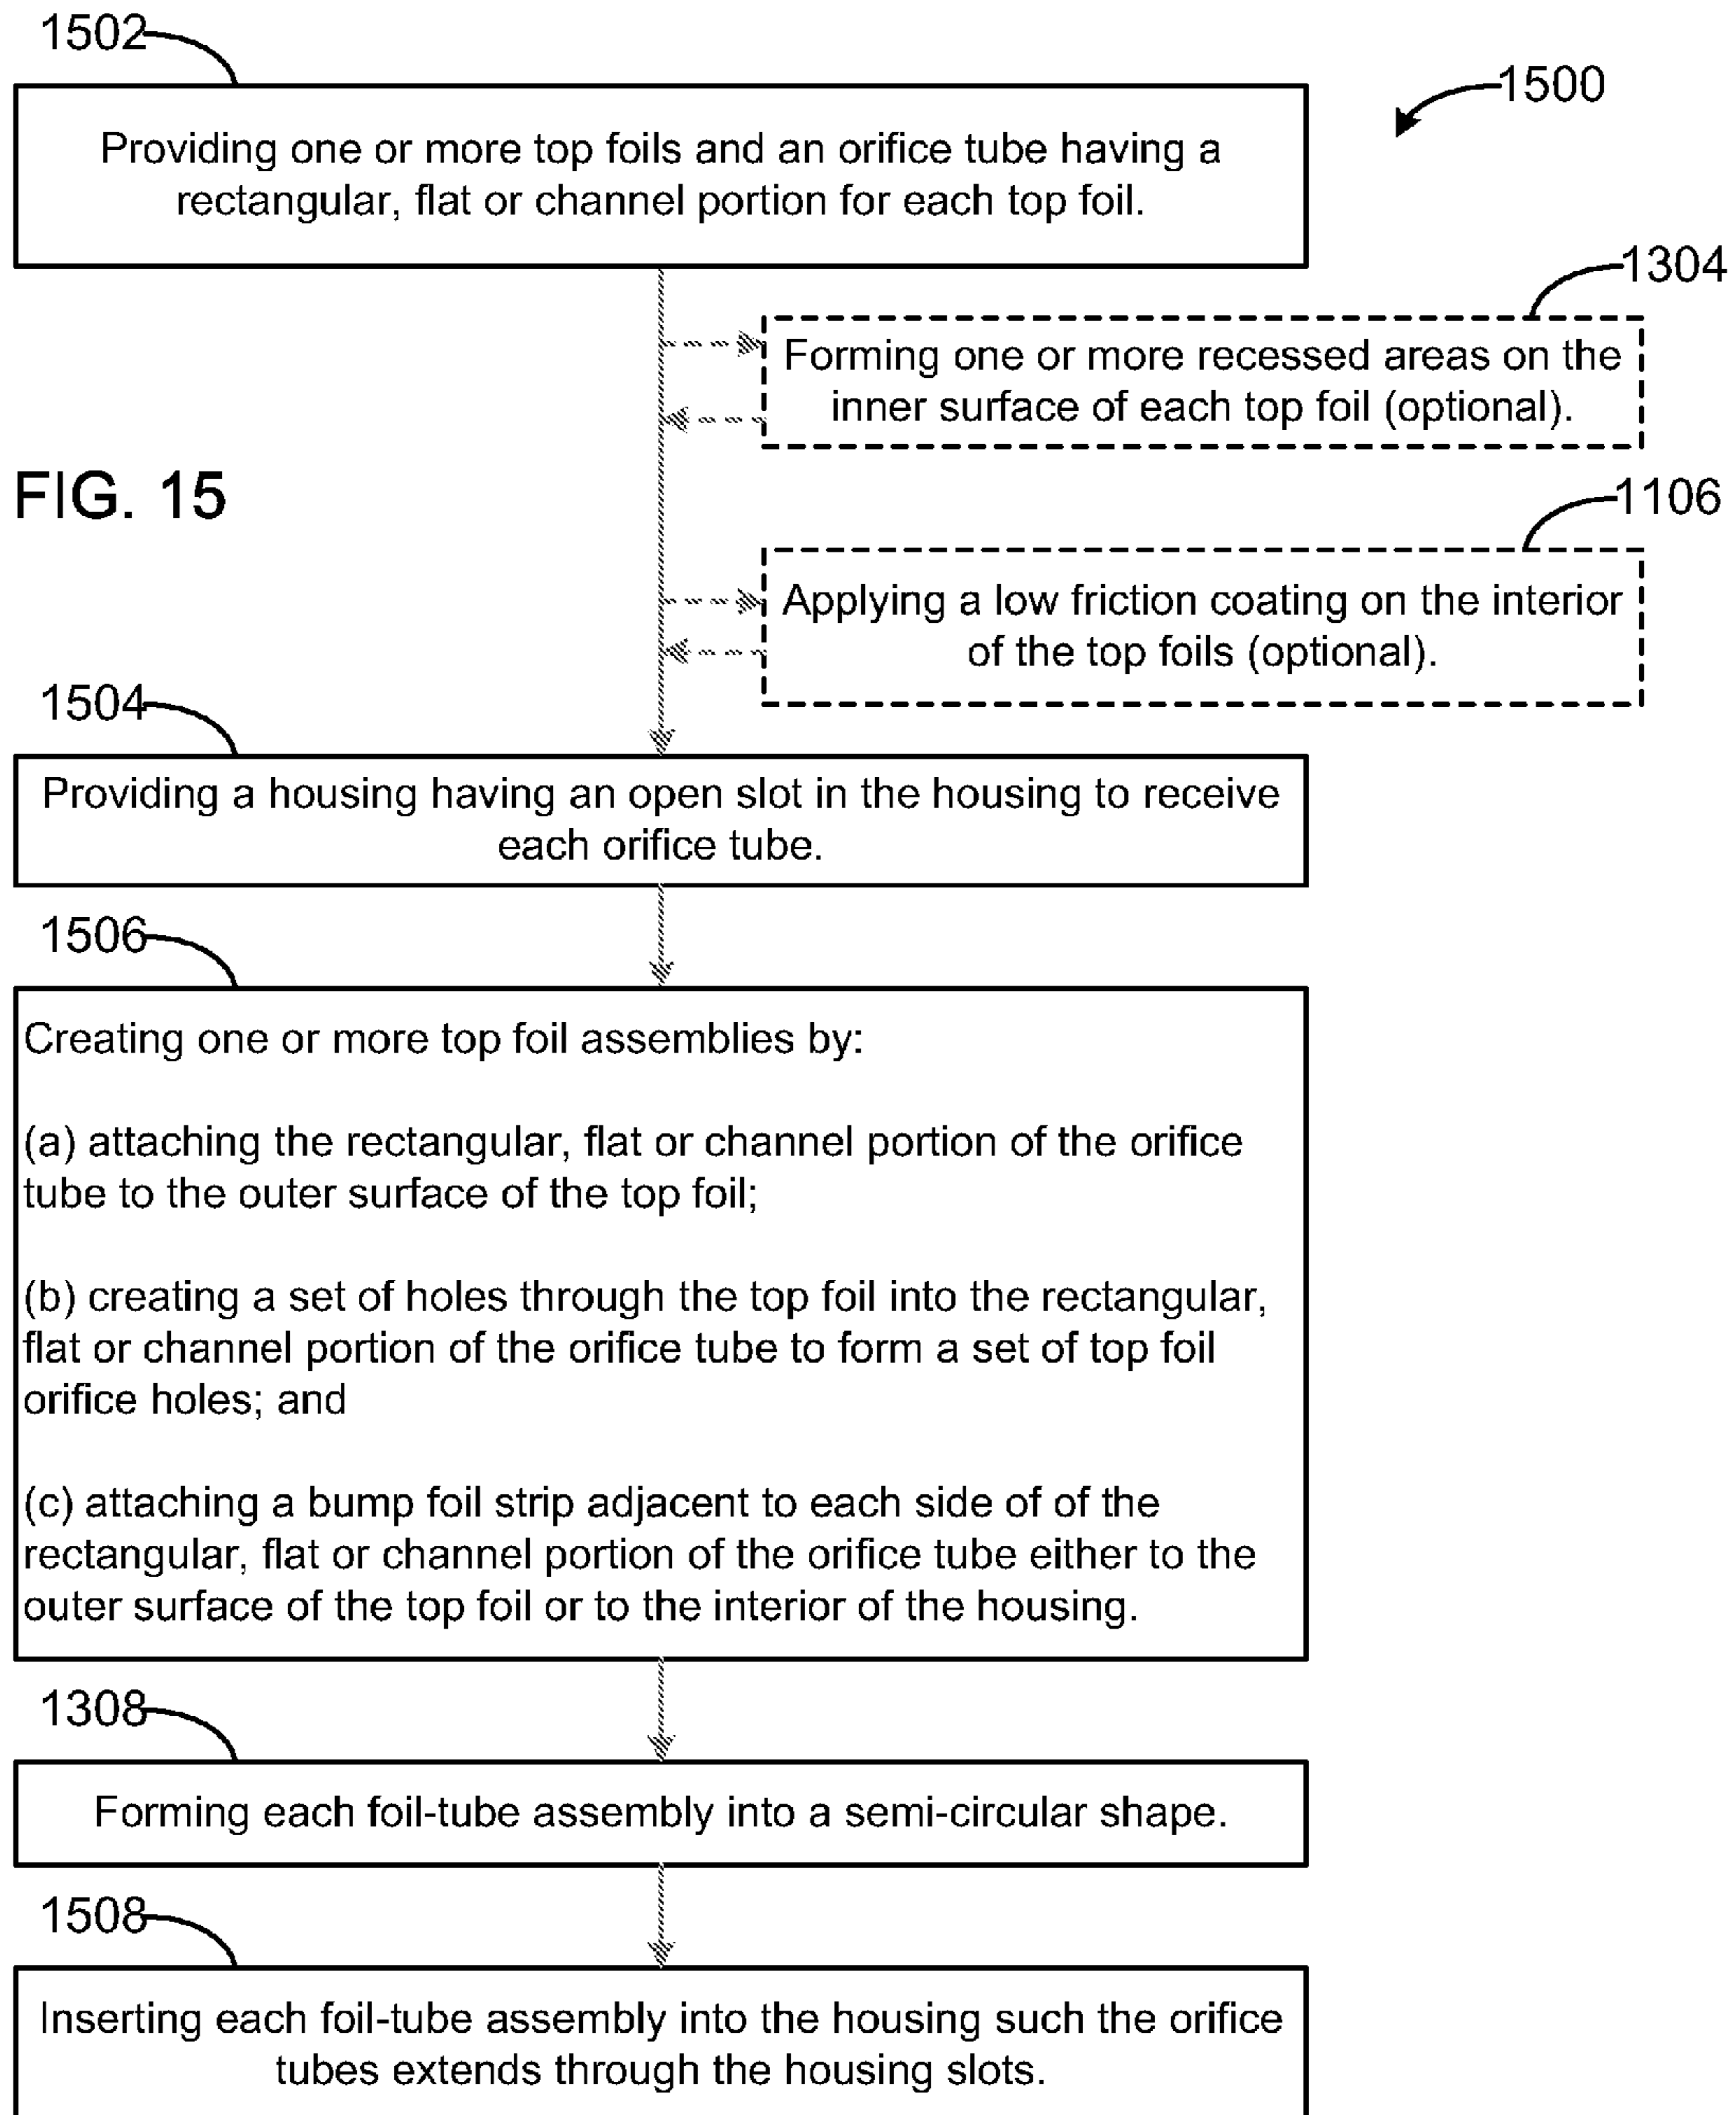 1502
1500
Providing one or more top foils and an orifice tube having a
rectangular, flat or channel portion for each top foil.
1304
Forming one or more recessed areas on the
inner surface of each top foil (optional).
FIG. 15
1106
Applying a low friction coating on the interior
of the top foils (optional).
1504
Providing a housing having an open slot in the housing to receive
each orifice tube.
1506
Creating one or more top foil assemblies by:
(a) attaching the rectangular, flat or channel portion of the orifice
tube to the outer surface of the top foil;
(b) creating a set of holes through the top foil into the rectangular,
flat or channel portion of the orifice tube to form a set of top foil
orifice holes; and
(c) attaching a bump foil strip adjacent to each side of of the
rectangular, flat or channel portion of the orifice tube either to the
outer surface of the top foil or to the interior of the housing.
1308
Forming each foil-tube assembly into a semi-circular shape.
1508
Inserting each foil-tube assembly into the housing such the orifice
tubes extends through the housing slots.